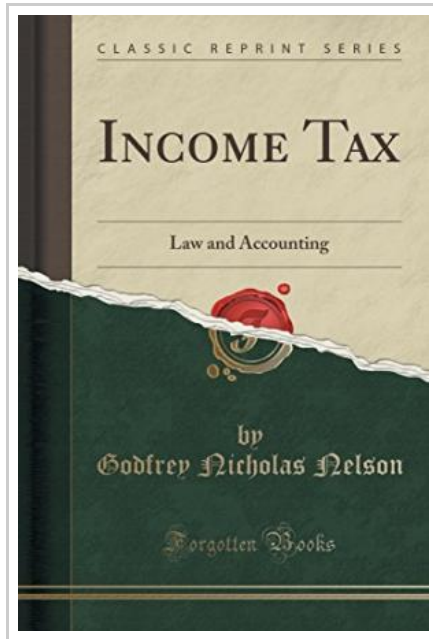 CLASSIC REPRINT SERIES
INCOME TAX
Law and Accounting
by
Godfrey Nicholas Nelson
Forgotten Books